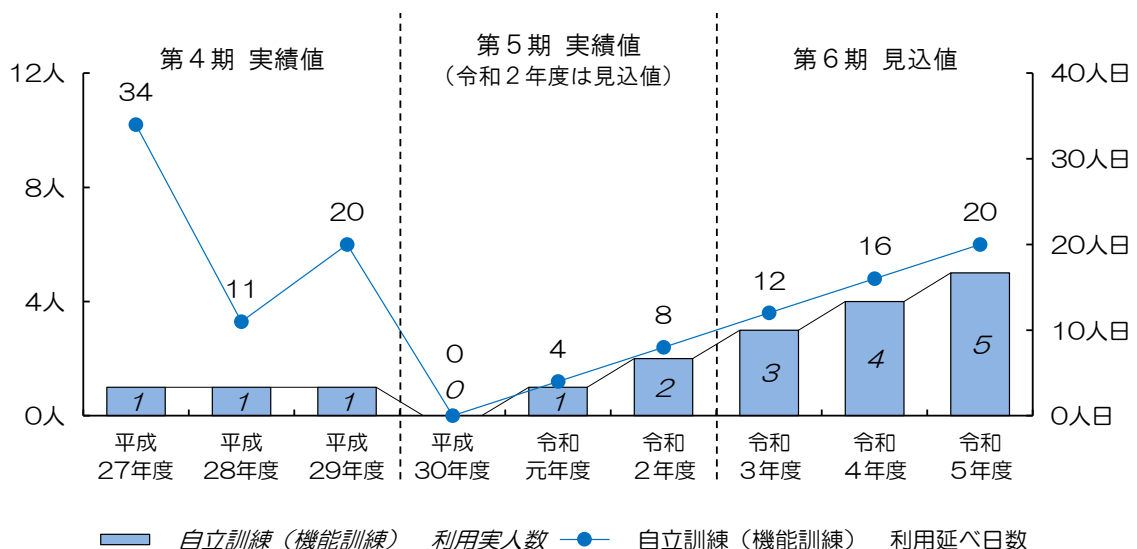 第４期 実績値
第５期 実績値
（令和２年度は見込値）
第６期 見込値
12人
8人
4人
0人
40人日
30人日
20人日
10人日
0人日
34
11
20
0
4
8
12
16
20
1
1
1
0
1
2
3
4
5
平成
27年度
平成
28年度
平成
29年度
平成
30年度
令和
元年度
令和
２年度
令和
３年度
令和
４年度
令和
５年度
自立訓練（機能訓練） 利用実人数
自立訓練（機能訓練） 利用延べ日数